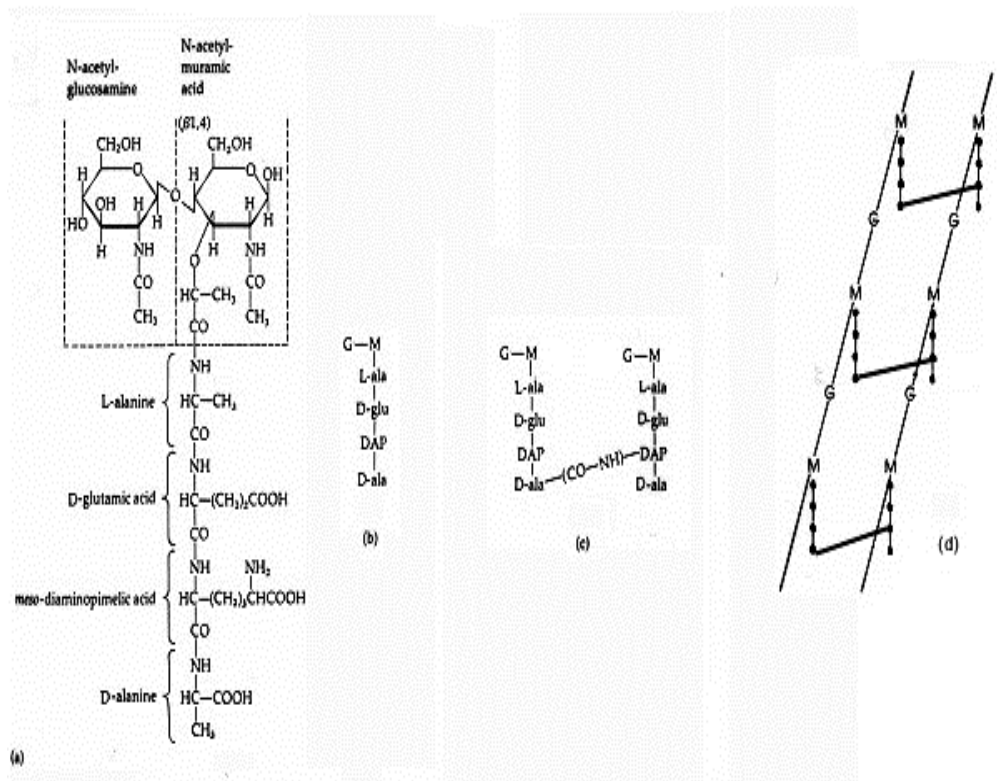 N-acetyl-
glucosamine
N-acetyl-
muramic
acid
(β1,4)
CH₂OH
CH₂OH
H
O
H
O
OH
O
OH
H
H
H
HO
H
H
H
NH
H
NH
O
CO
CO
HC—CH₃
CH₃
CH₃
CO
NH
L-alanine
HC—CH₃
CO
NH
D-glutamic acid
HC—(CH₂)₂COOH
CO
NH
NH₂
meso-diaminopimelic acid
HC—(CH₂)₃CHCOOH
CO
NH
D-alanine
HC—COOH
CH₃
(a)
G—M
L-ala
D-glu
DAP
D-ala
(b)
G—M
G—M
L-ala
L-ala
D-glu
D-glu
DAP
DAP
D-ala—(CO—NH)—
D-ala
(c)
M
M
G
G
M
M
G
G
M
M
(d)